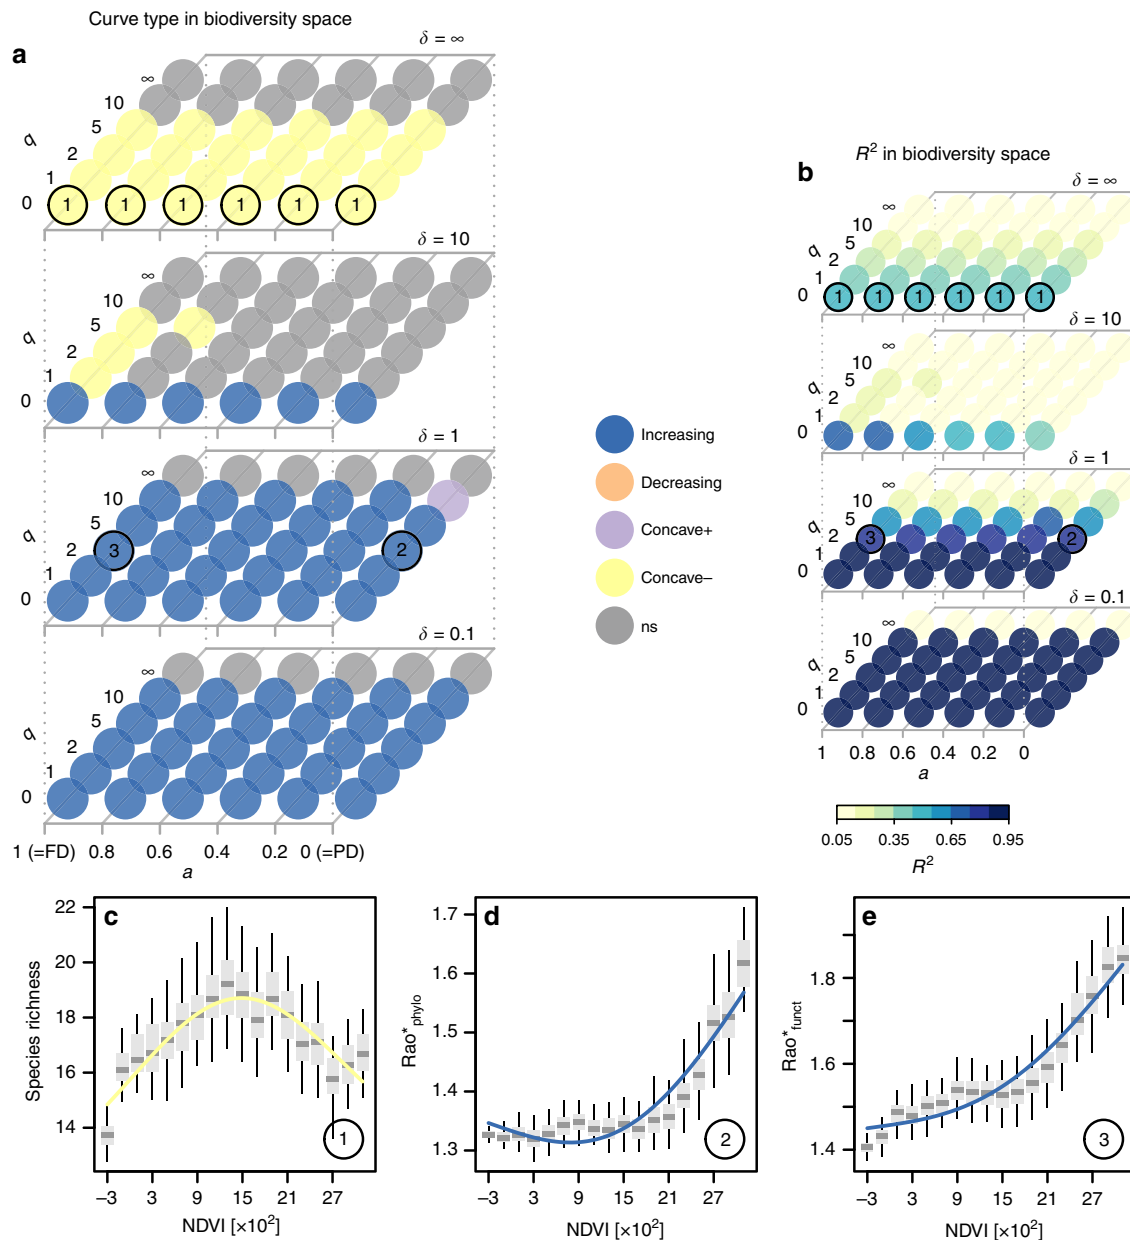 Curve type in biodiversity space
a
δ = ∞
∞
10
5
q
2
1
0
1 1 1 1 1 1
δ = 10
∞
10
5
q
2
1
0
δ = 1
∞
10
5
q
2
1
0
3 2
δ = 0.1
∞
10
5
q
2
1
0
1 (=FD) 0.8 0.6 0.4 0.2 0 (=PD)
a
Increasing
Decreasing
Concave+
Concave–
ns
R² in biodiversity space
b
δ = ∞
∞
10
5
q
2
1
0
1 1 1 1 1 1
δ = 10
∞
10
5
q
2
1
0
δ = 1
∞
10
5
q
2
1
0
3 2
δ = 0.1
∞
10
5
q
2
1
0
1 0.8 0.6 0.4 0.2 0
a
0.05 0.35 0.65 0.95
R²
c
Species richness
22
20
18
16
14
1
–3 3 9 15 21 27
NDVI [×10²]
d
Rao*phylo
1.7
1.6
1.5
1.4
1.3
2
–3 3 9 15 21 27
NDVI [×10²]
e
Rao*funct
1.8
1.6
1.4
3
–3 3 9 15 21 27
NDVI [×10²]